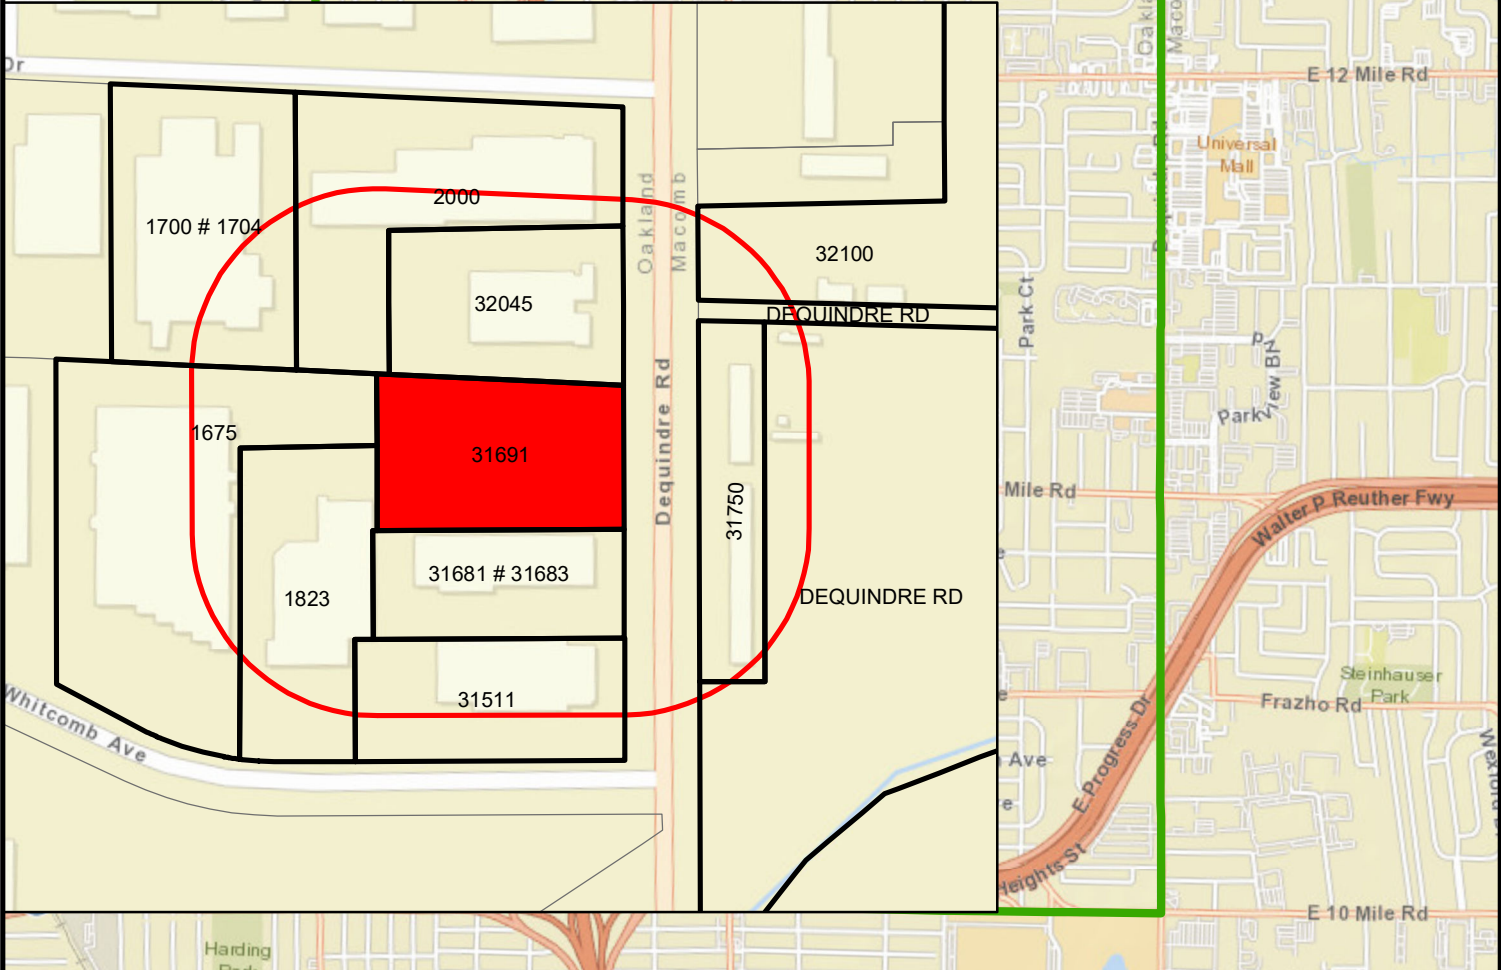 Dr
1700 # 1704
2000
32045
Oakland
Macomb
32100
DEQUINDRE RD
1675
31691
Dequindre Rd
31750
31681 # 31683
1823
DEQUINDRE RD
31511
Whitcomb Ave
E 12 Mile Rd
Universal
Mall
Park Ct
Park
Mile Rd
Walter P Reuther Fwy
Steinhauser
Park
Frazho Rd
E Progress Dr
Ave
Heights St
E 10 Mile Rd
Harding